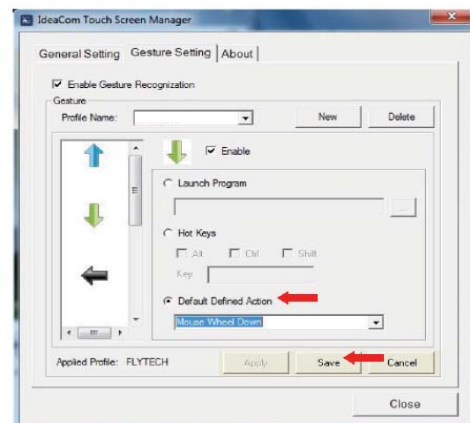 IdeaCom Touch Screen Manager
General Setting Gesture Setting About
Enable Gesture Recognization
Gesture
Profile Name: New Delete
Enable
Launch Program
...
Hot Keys
Alt Ctrl Shift
Key
Default Defined Action
Mouse Wheel Down
Applied Profile: FLYTECH Apply Save Cancel
Close